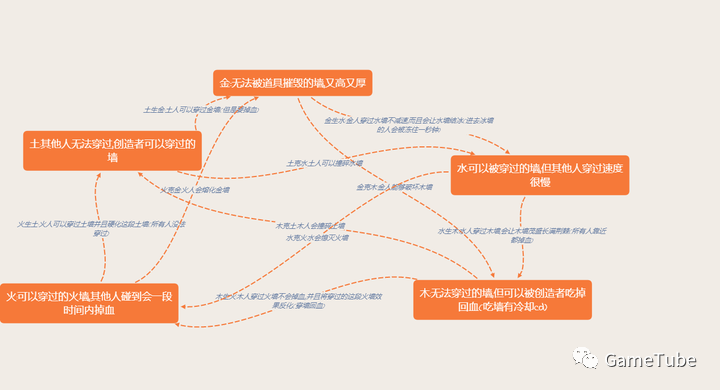 金:无法被道具摧毁的墙又高又厚
土生金:土人可以穿过金墙(但是要掉血)
金生水:金人穿过水墙不减速而且会让水墙结冰(进去冰墙
的人会被冻住一秒钟)
土其他人无法穿过,创造者可以穿过的
墙
土克水土人可以撞碎水墙
水可以被穿过的墙,但其他人穿过速度
很慢
火克金火人会熔化金墙
金克木金人能够破坏木墙
火生土:火人可以穿过土墙并且硬化这段土墙(所有人没法
穿过)
木克土木人会撞碎土墙
水克火水会熄灭火墙
水生木:水人穿过木墙,会让木墙茂盛长满荆棘(所有人靠近
都掉血)
火可以穿过的火墙,其他人碰到会一段
时间内掉血
木生火木人穿过火墙不会掉血,并且将穿过的这段火墙效
果反化(穿墙回血)
木:无法穿过的墙,但可以被创造者吃掉
回血(吃墙有冷却cd)
GameTube